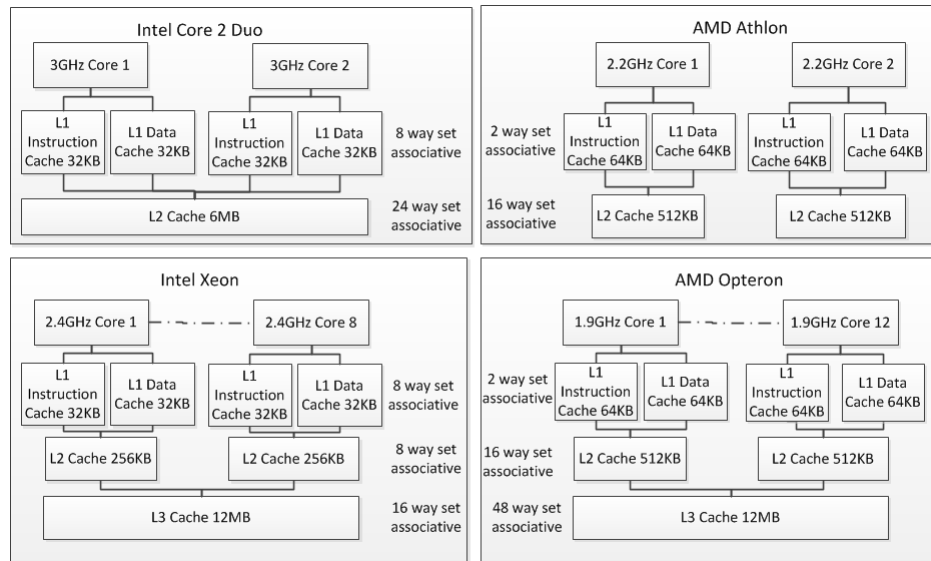 Intel Core 2 Duo
3GHz Core 1
3GHz Core 2
L1
Instruction
Cache 32KB
L1 Data
Cache 32KB
L1
Instruction
Cache 32KB
L1 Data
Cache 32KB
8 way set
associative
L2 Cache 6MB
24 way set
associative
AMD Athlon
2.2GHz Core 1
2.2GHz Core 2
2 way set
associative
L1
Instruction
Cache 64KB
L1 Data
Cache 64KB
L1
Instruction
Cache 64KB
L1 Data
Cache 64KB
16 way set
associative
L2 Cache 512KB
L2 Cache 512KB
Intel Xeon
2.4GHz Core 1
2.4GHz Core 8
L1
Instruction
Cache 32KB
L1 Data
Cache 32KB
L1
Instruction
Cache 32KB
L1 Data
Cache 32KB
8 way set
associative
L2 Cache 256KB
L2 Cache 256KB
8 way set
associative
L3 Cache 12MB
16 way set
associative
AMD Opteron
1.9GHz Core 1
1.9GHz Core 12
2 way set
associative
L1
Instruction
Cache 64KB
L1 Data
Cache 64KB
L1
Instruction
Cache 64KB
L1 Data
Cache 64KB
16 way set
associative
L2 Cache 512KB
L2 Cache 512KB
48 way set
associative
L3 Cache 12MB